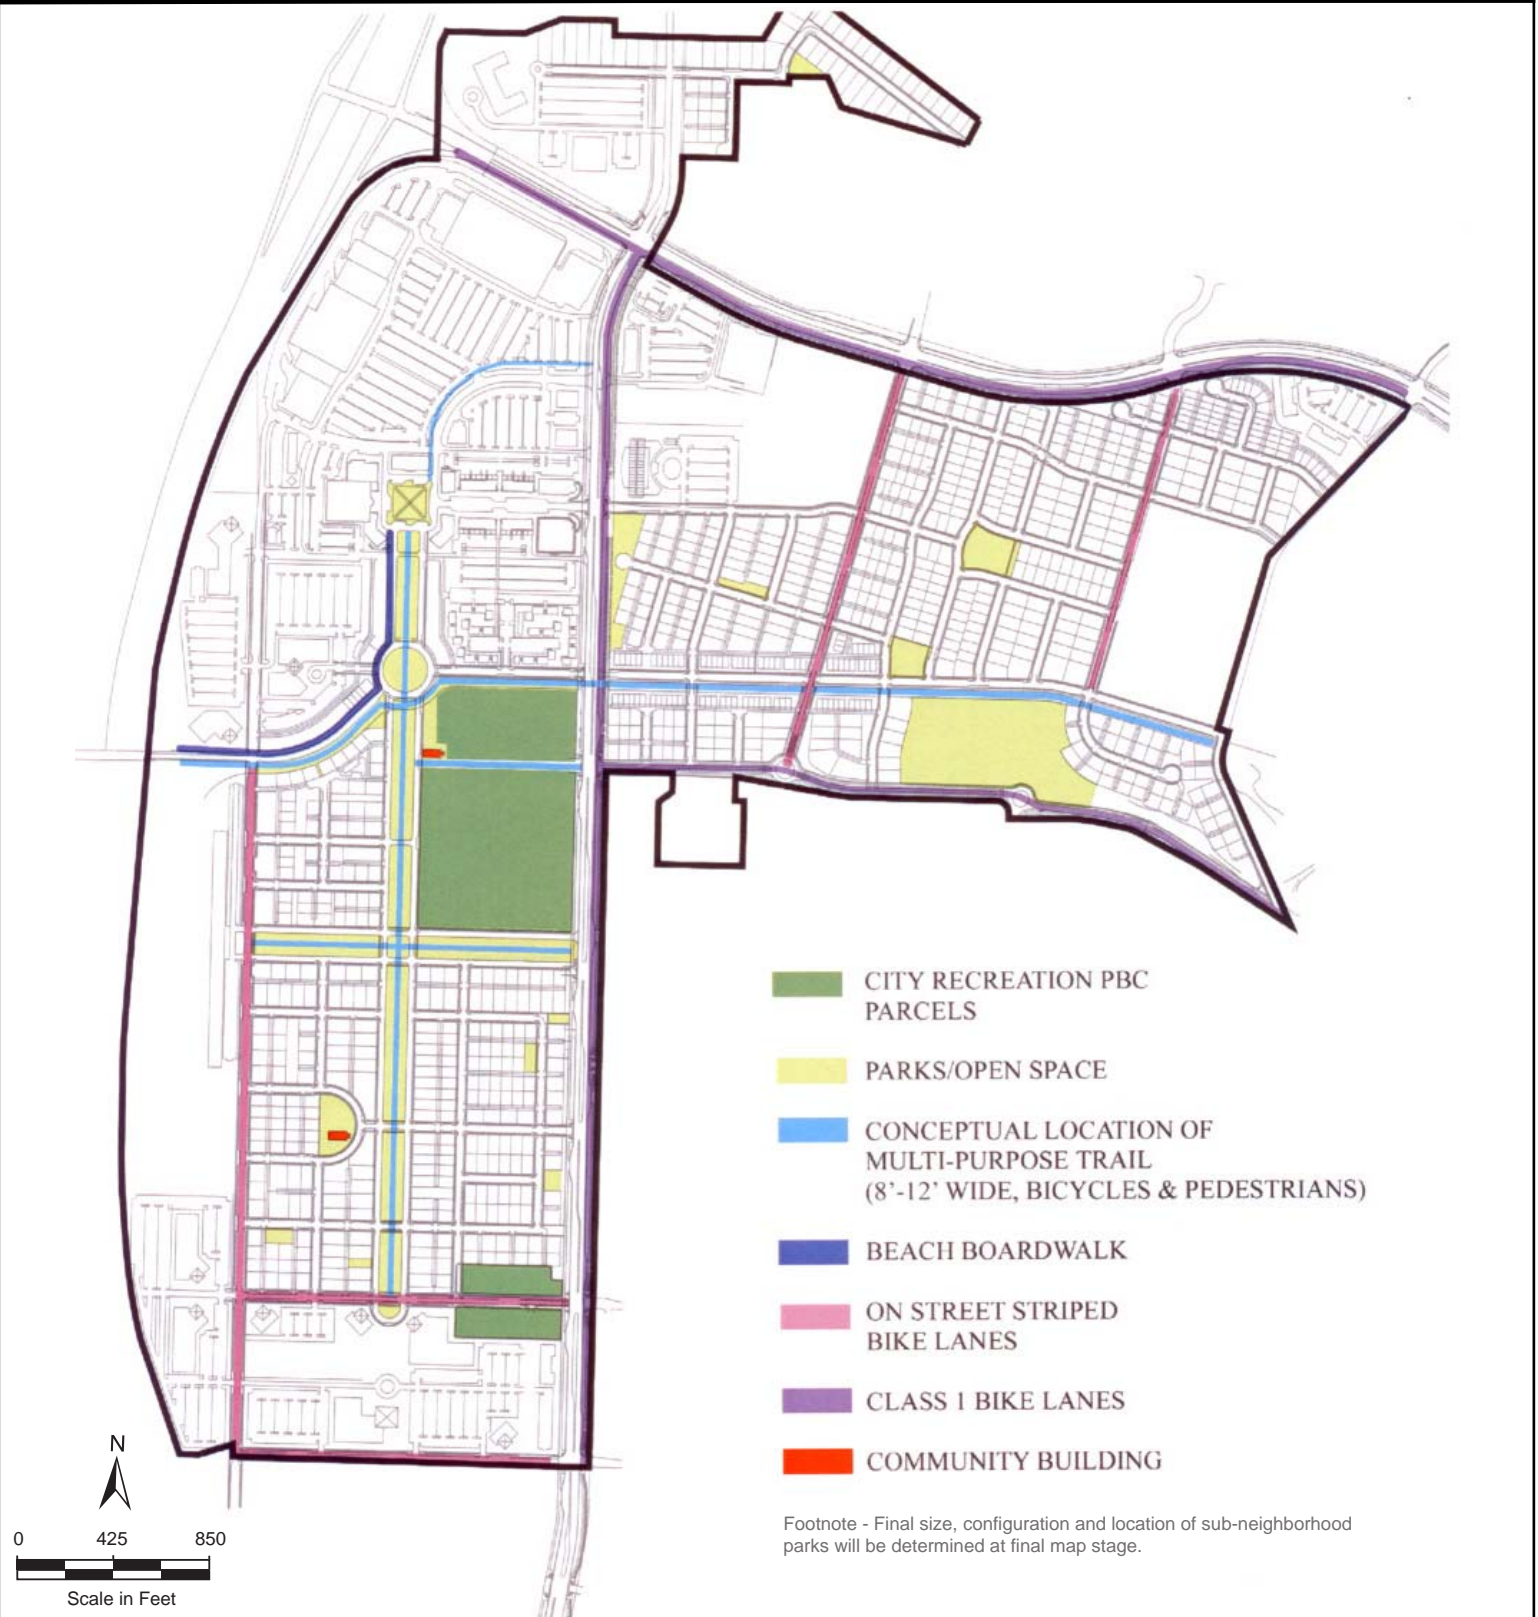 CITY RECREATION PBC
PARCELS
PARKS/OPEN SPACE
CONCEPTUAL LOCATION OF
MULTI-PURPOSE TRAIL
(8'-12' WIDE, BICYCLES & PEDESTRIANS)
BEACH BOARDWALK
ON STREET STRIPED
BIKE LANES
CLASS 1 BIKE LANES
COMMUNITY BUILDING
Footnote - Final size, configuration and location of sub-neighborhood
parks will be determined at final map stage.
N
0 425 850
Scale in Feet